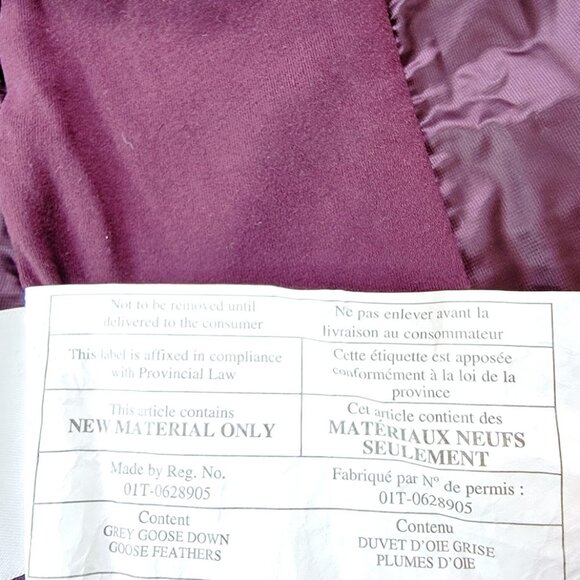 Not to be removed until
delivered to the consumer
Ne pas enlever avant la
livraison au consommateur
This label is affixed in compliance
with Provincial Law
Cette étiquette est apposée
conformément à la loi de la
province
This article contains
NEW MATERIAL ONLY
Cet article contient des
MATÉRIAUX NEUFS
SEULEMENT
Made by Reg. No.
01T-0628905
Fabriqué par N° de permis :
01T-0628905
Content
GREY GOOSE DOWN
GOOSE FEATHERS
Contenu
DUVET D'OIE GRISE
PLUMES D'OIE